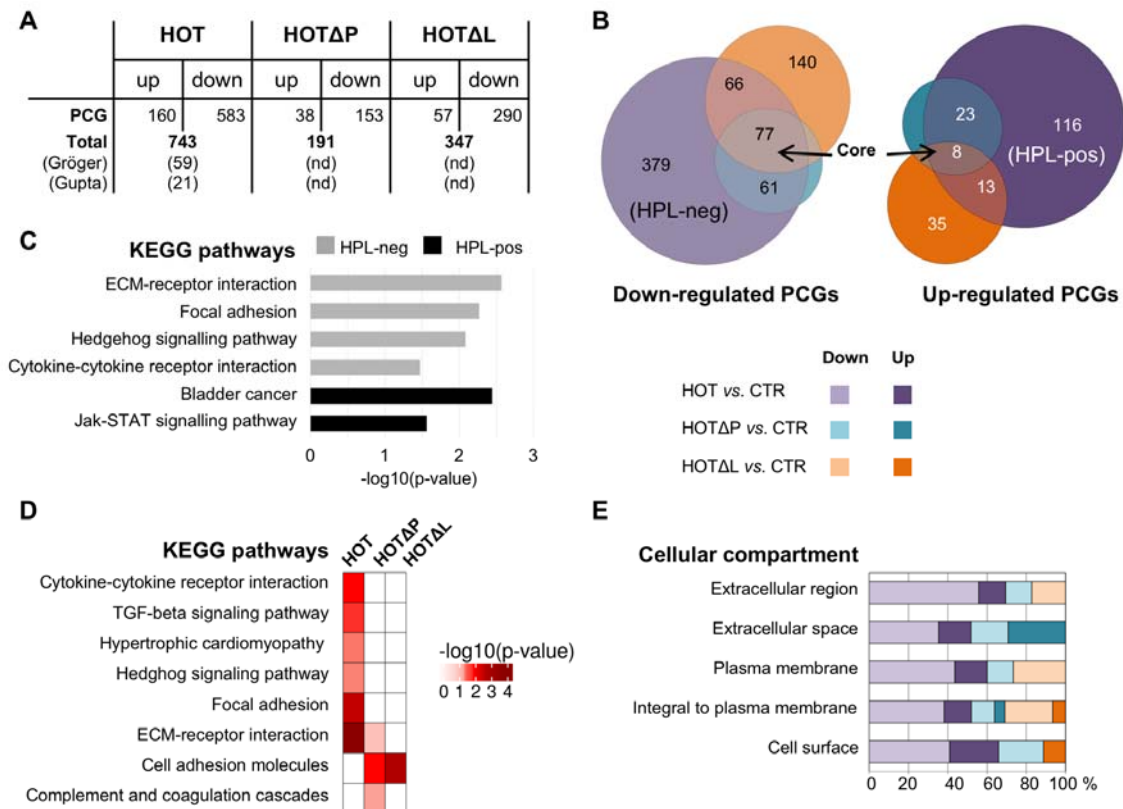 A
HOT HOTΔP HOTΔL
up down up down up down
PCG 160 583 38 153 57 290
Total 743 191 347
(Gröger) (59) (nd) (nd)
(Gupta) (21) (nd) (nd)
B
140
66
77
379
61
(HPL-neg)
Core
23
116
8
(HPL-pos)
13
35
Down-regulated PCGs
Up-regulated PCGs
Down Up
HOT vs. CTR
HOTΔP vs. CTR
HOTΔL vs. CTR
C
KEGG pathways
HPL-neg HPL-pos
ECM-receptor interaction
Focal adhesion
Hedgehog signalling pathway
Cytokine-cytokine receptor interaction
Bladder cancer
Jak-STAT signalling pathway
0 1 2 3
-log10(p-value)
D
KEGG pathways
HOT
HOTΔP
HOTΔL
Cytokine-cytokine receptor interaction
TGF-beta signaling pathway
Hypertrophic cardiomyopathy
Hedghog signaling pathway
Focal adhesion
ECM-receptor interaction
Cell adhesion molecules
Complement and coagulation cascades
-log10(p-value)
0 1 2 3 4
E
Cellular compartment
Extracellular region
Extracellular space
Plasma membrane
Integral to plasma membrane
Cell surface
0 20 40 60 80 100 %